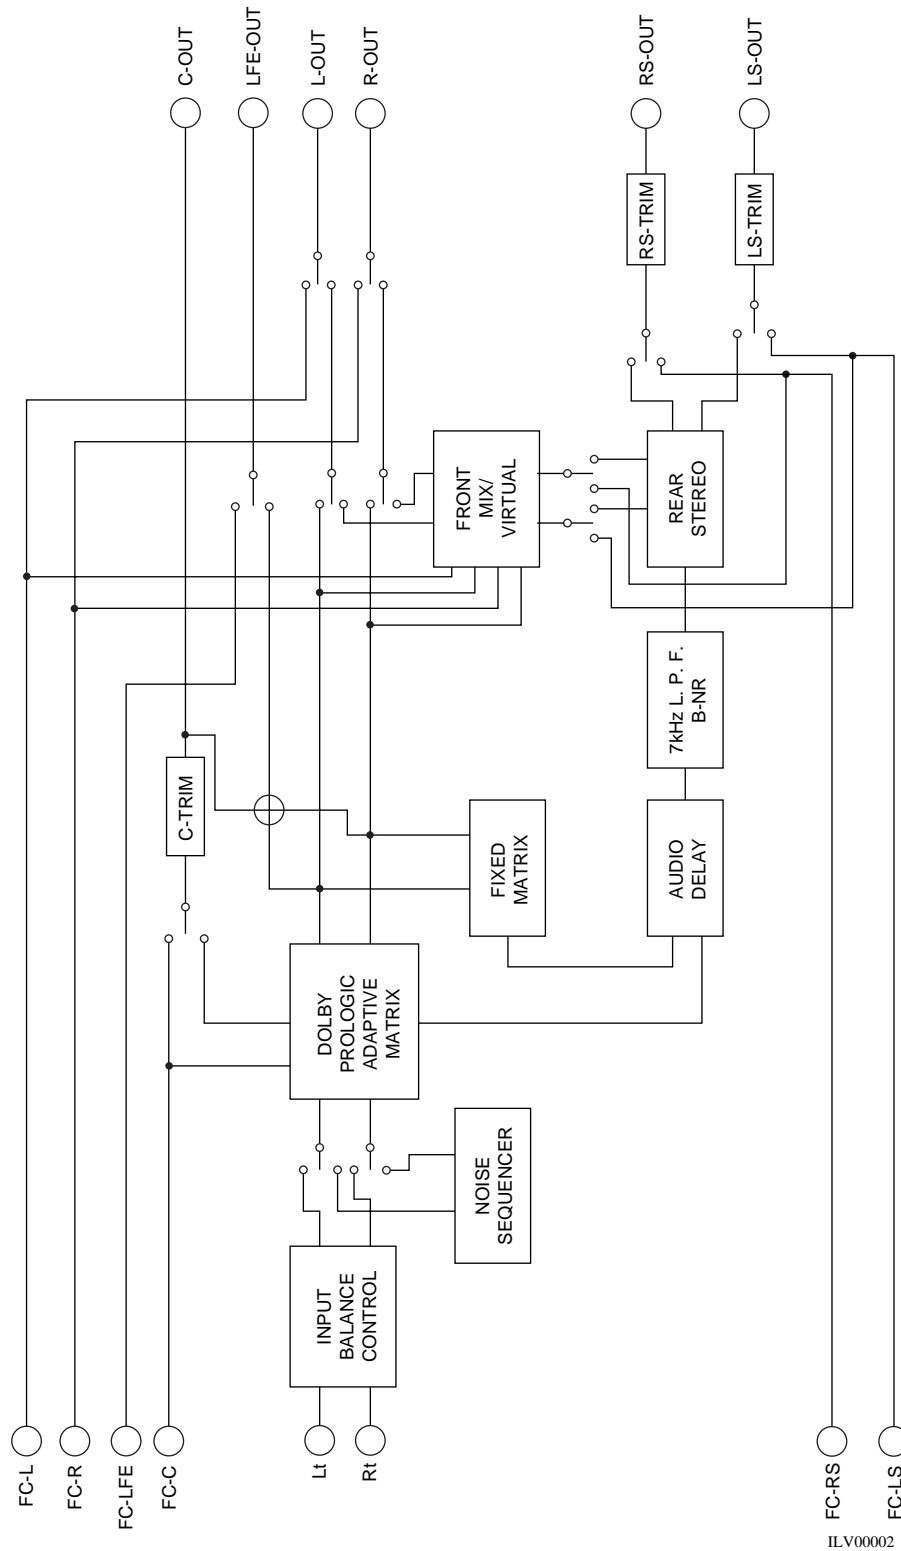 C-OUT
LFE-OUT
L-OUT
R-OUT
RS-OUT
LS-OUT
RS-TRIM
LS-TRIM
FRONT
MIX/
VIRTUAL
REAR
STEREO
7kHz L. P. F.
B-NR
C-TRIM
FIXED
MATRIX
AUDIO
DELAY
DOLBY
PROLOGIC
ADAPTIVE
MATRIX
NOISE
SEQUENCER
INPUT
BALANCE
CONTROL
FC-L
FC-R
FC-LFE
FC-C
Lt
Rt
FC-RS
FC-LS
ILV00002